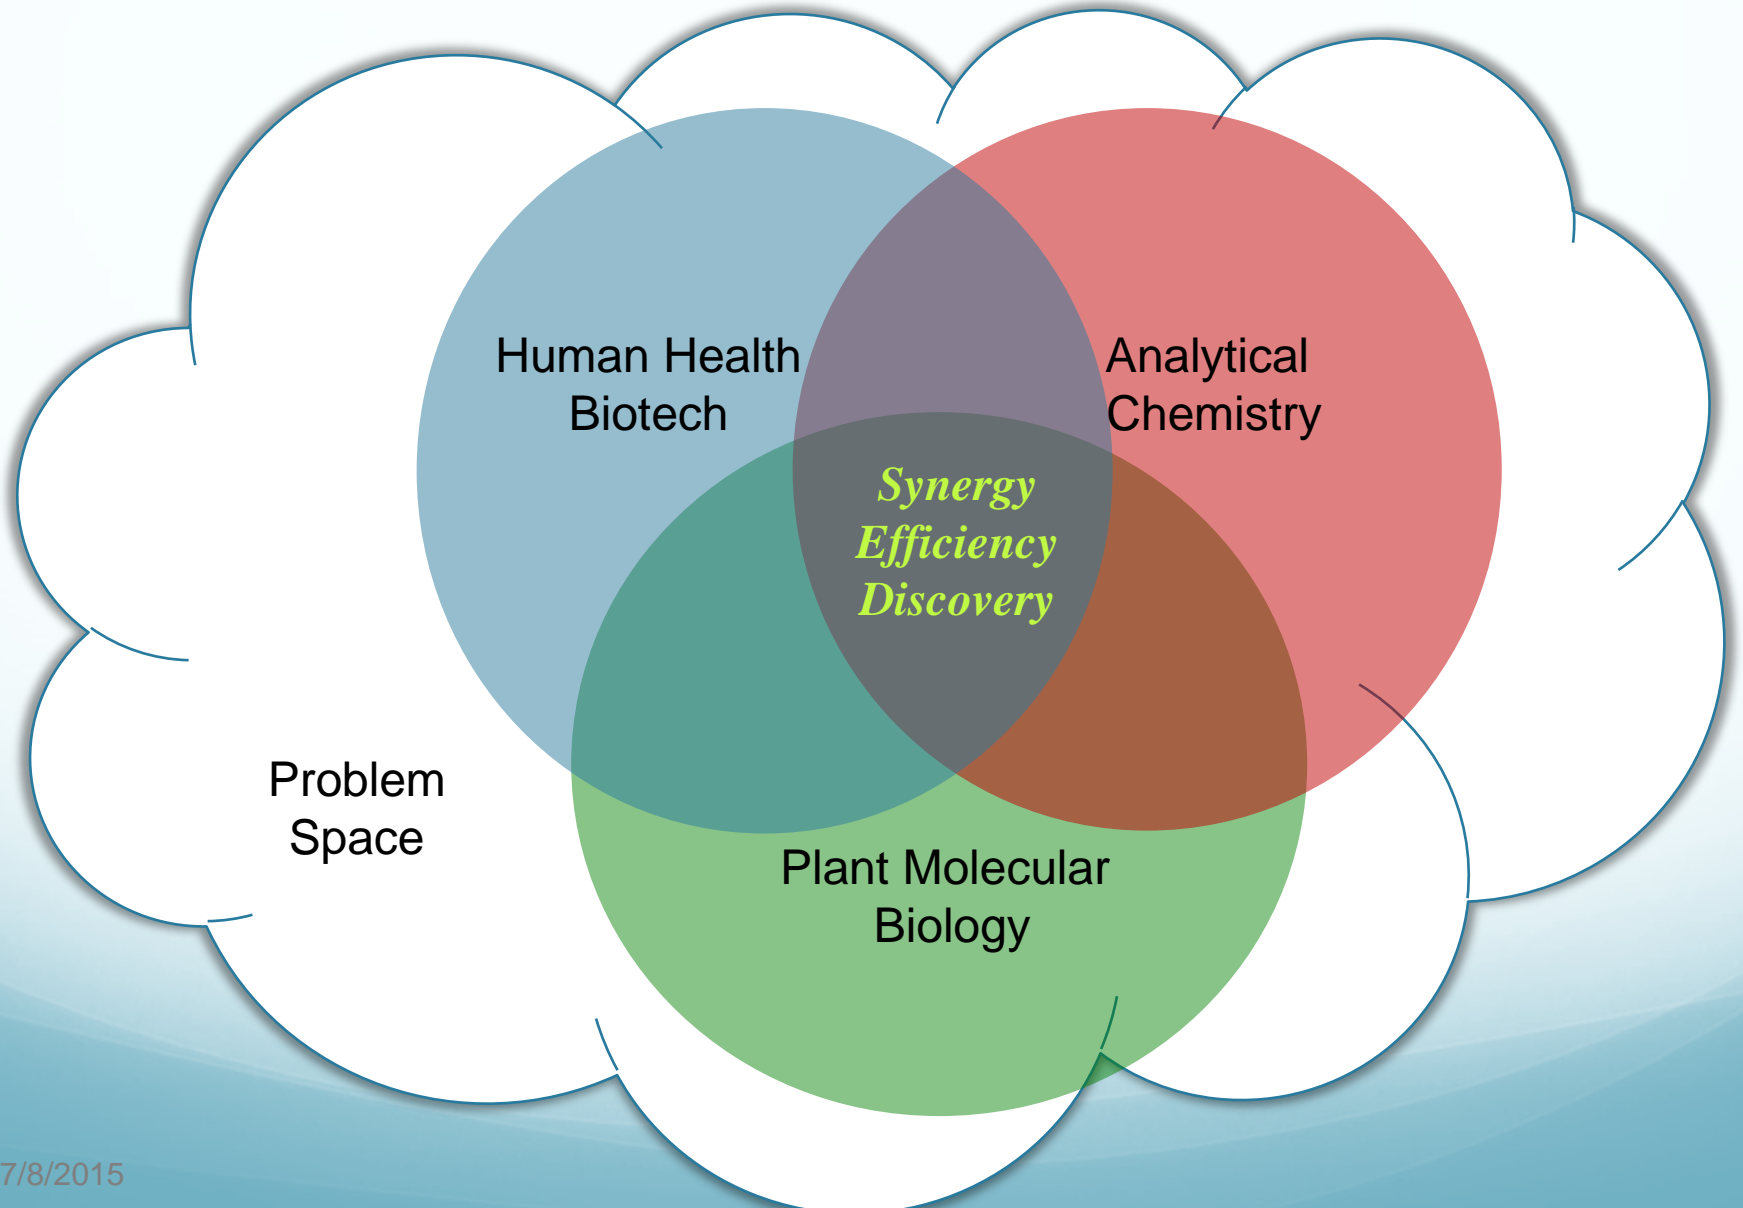 Human Health
Biotech
Analytical
Chemistry
Synergy
Efficiency
Discovery
Problem
Space
Plant Molecular
Biology
7/8/2015